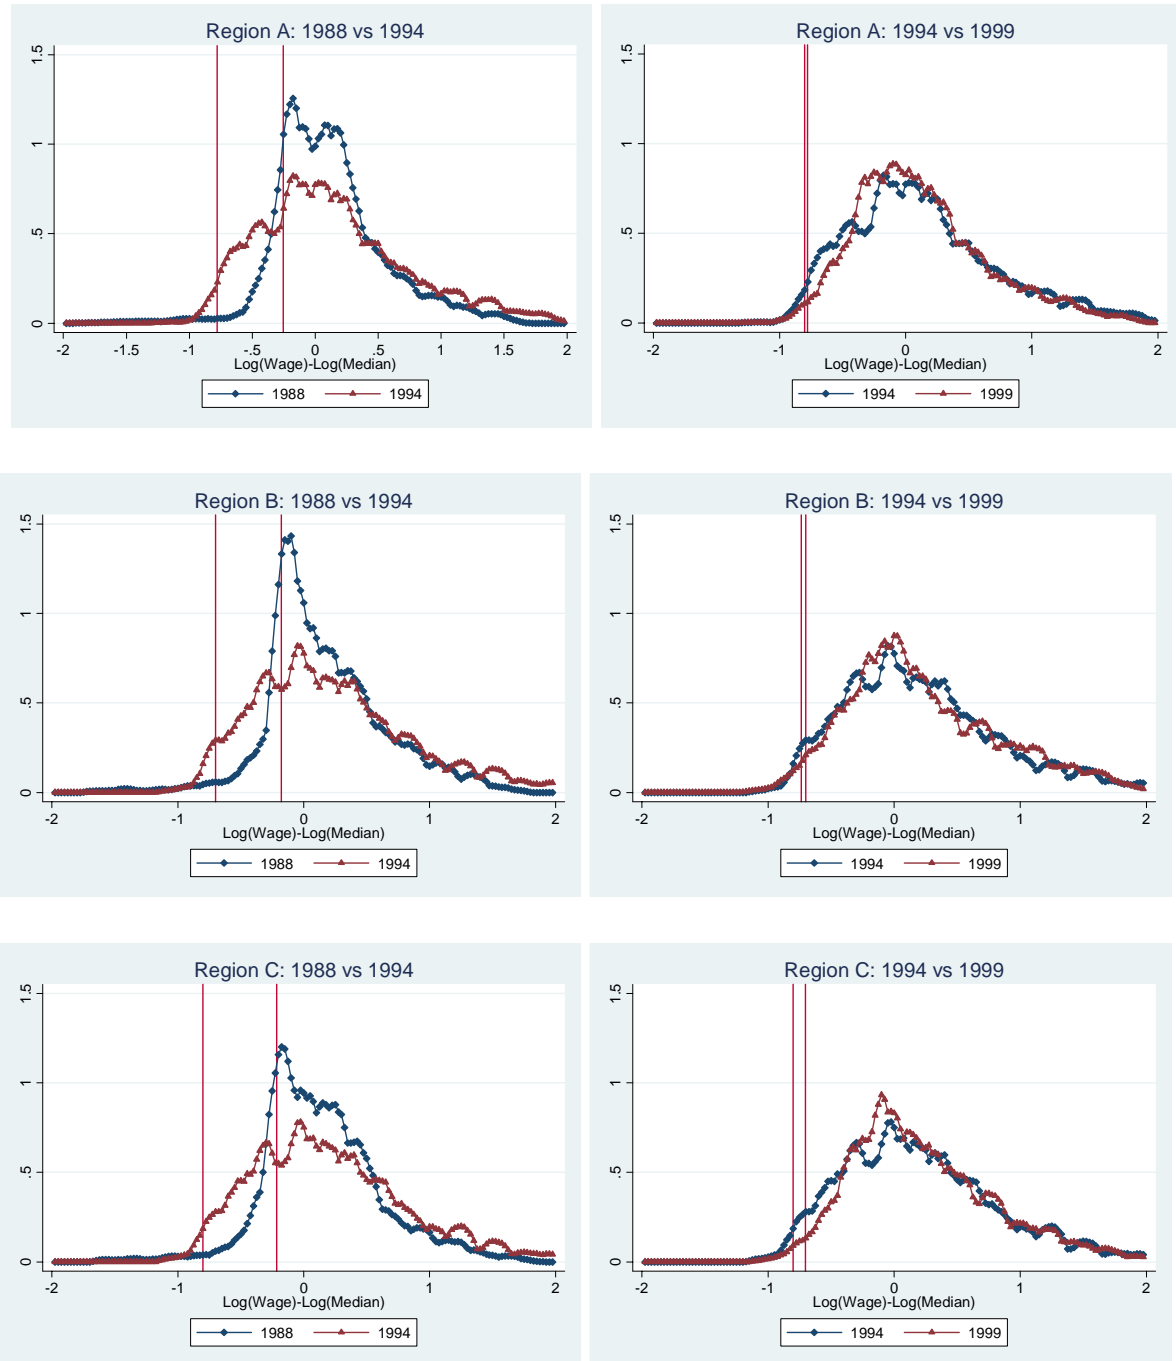 Region A: 1988 vs 1994
1.5
1
.5
0
-2 -1.5 -1 -.5 0 .5 1 1.5 2
Log(Wage)-Log(Median)
1988 1994
Region A: 1994 vs 1999
1.5
1
.5
0
-2 -1 0 1 2
Log(Wage)-Log(Median)
1994 1999
Region B: 1988 vs 1994
1.5
1
.5
0
-2 -1 0 1 2
Log(Wage)-Log(Median)
1988 1994
Region B: 1994 vs 1999
1.5
1
.5
0
-2 -1 0 1 2
Log(Wage)-Log(Median)
1994 1999
Region C: 1988 vs 1994
1.5
1
.5
0
-2 -1 0 1 2
Log(Wage)-Log(Median)
1988 1994
Region C: 1994 vs 1999
1.5
1
.5
0
-2 -1 0 1 2
Log(Wage)-Log(Median)
1994 1999